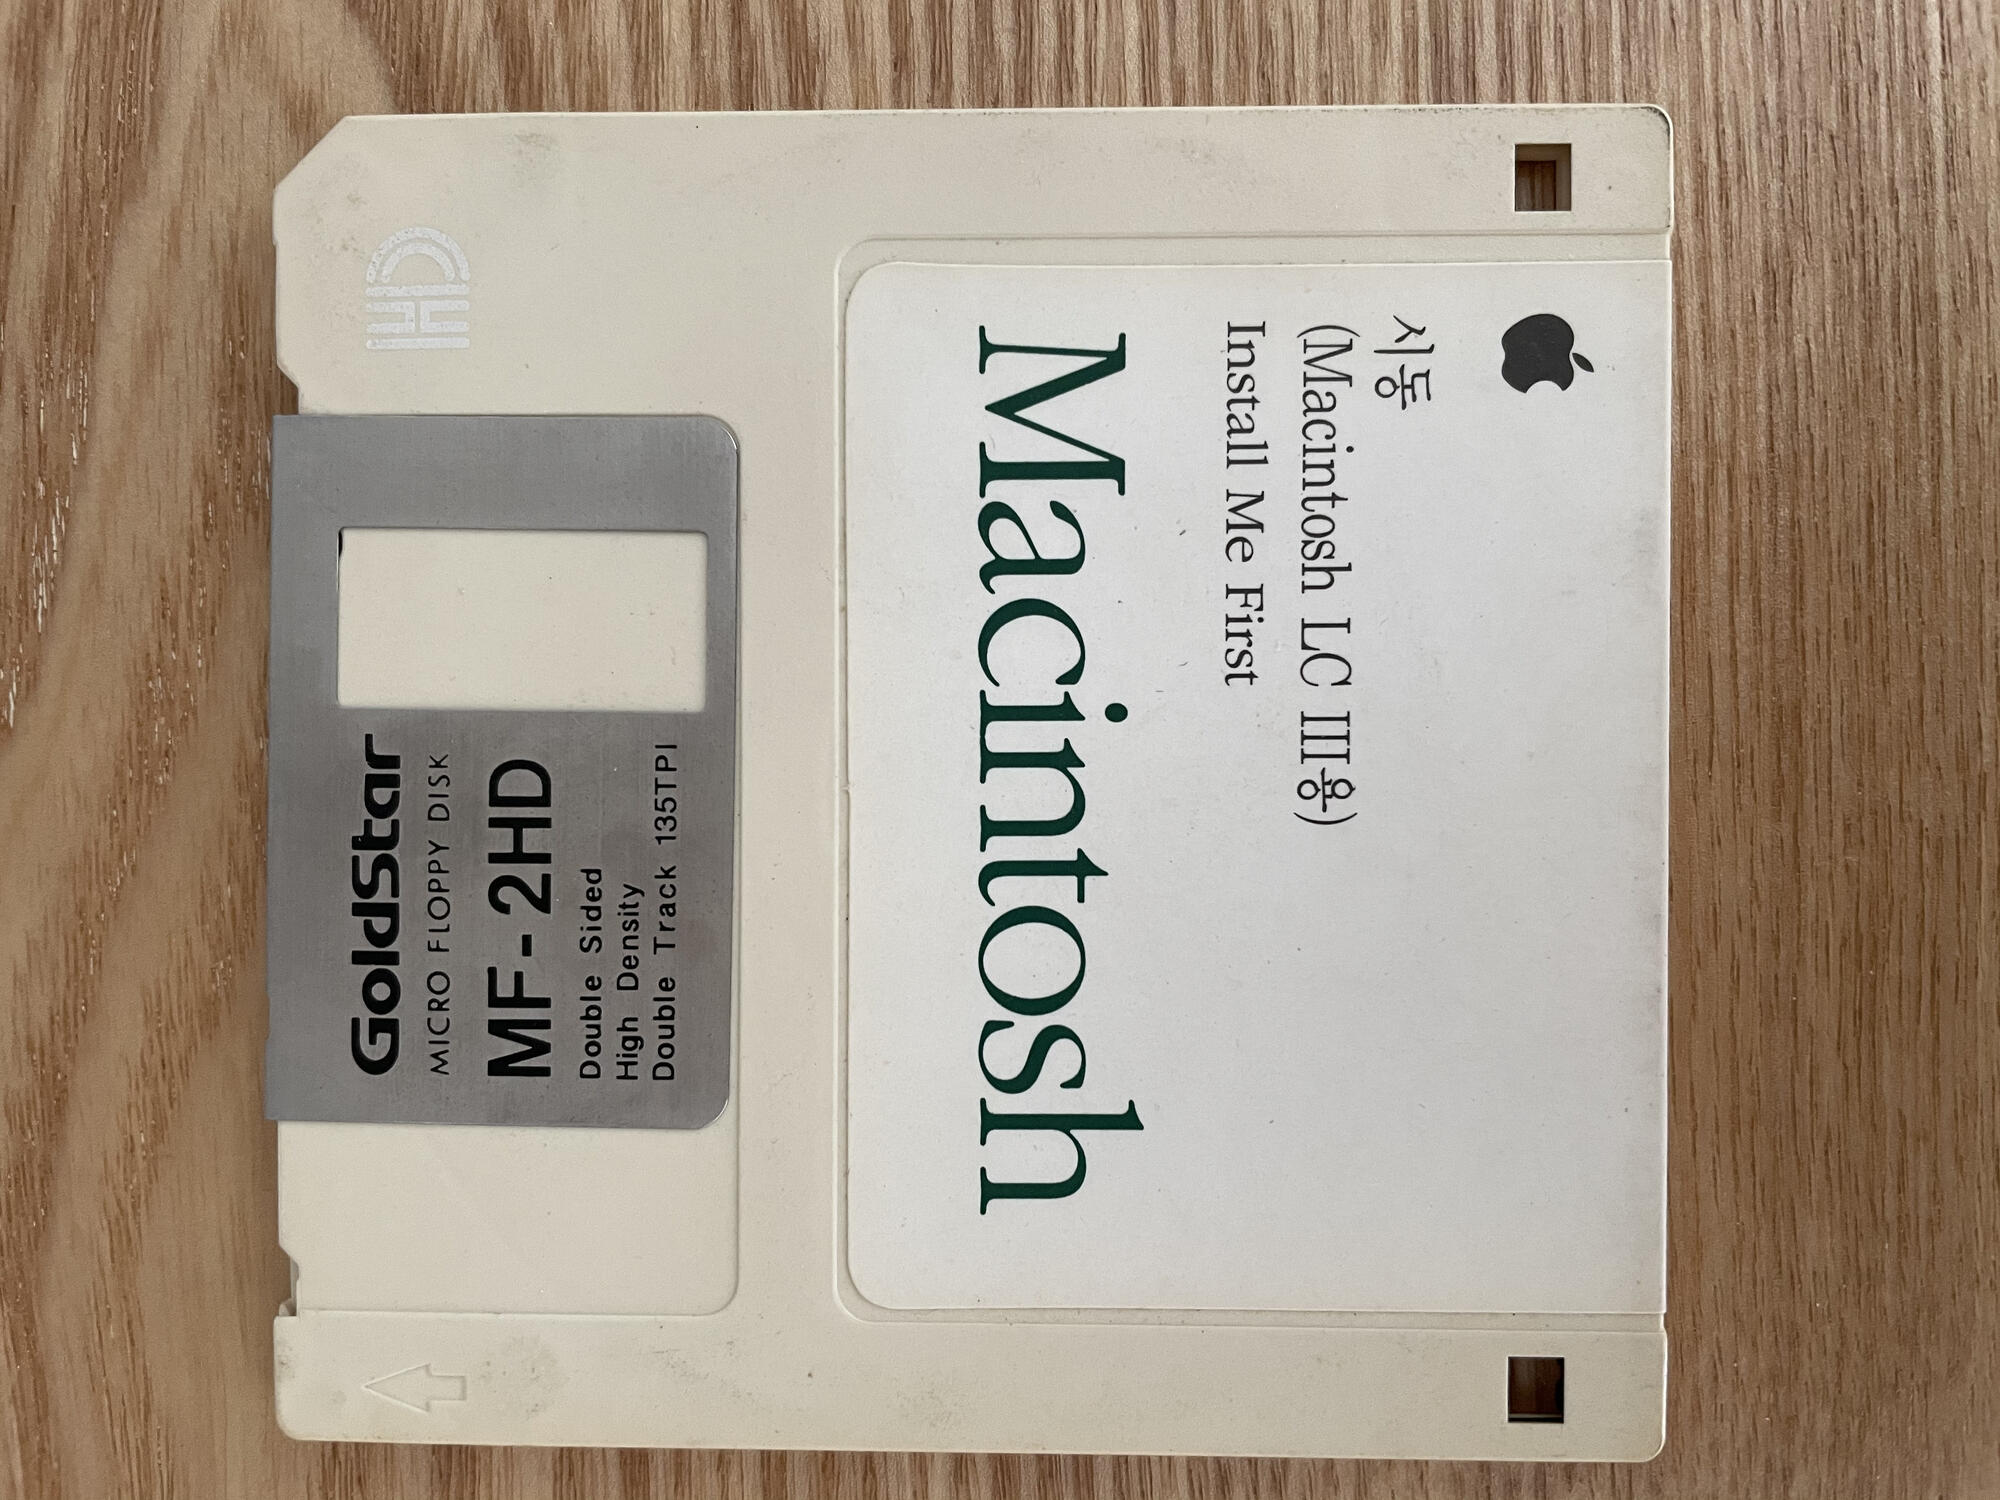 시동
(Macintosh LC III용)
Install Me First
Macintosh
GoldStar
MICRO FLOPPY DISK
MF-2HD
Double Sided
High Density
Double Track 135TPI
HD